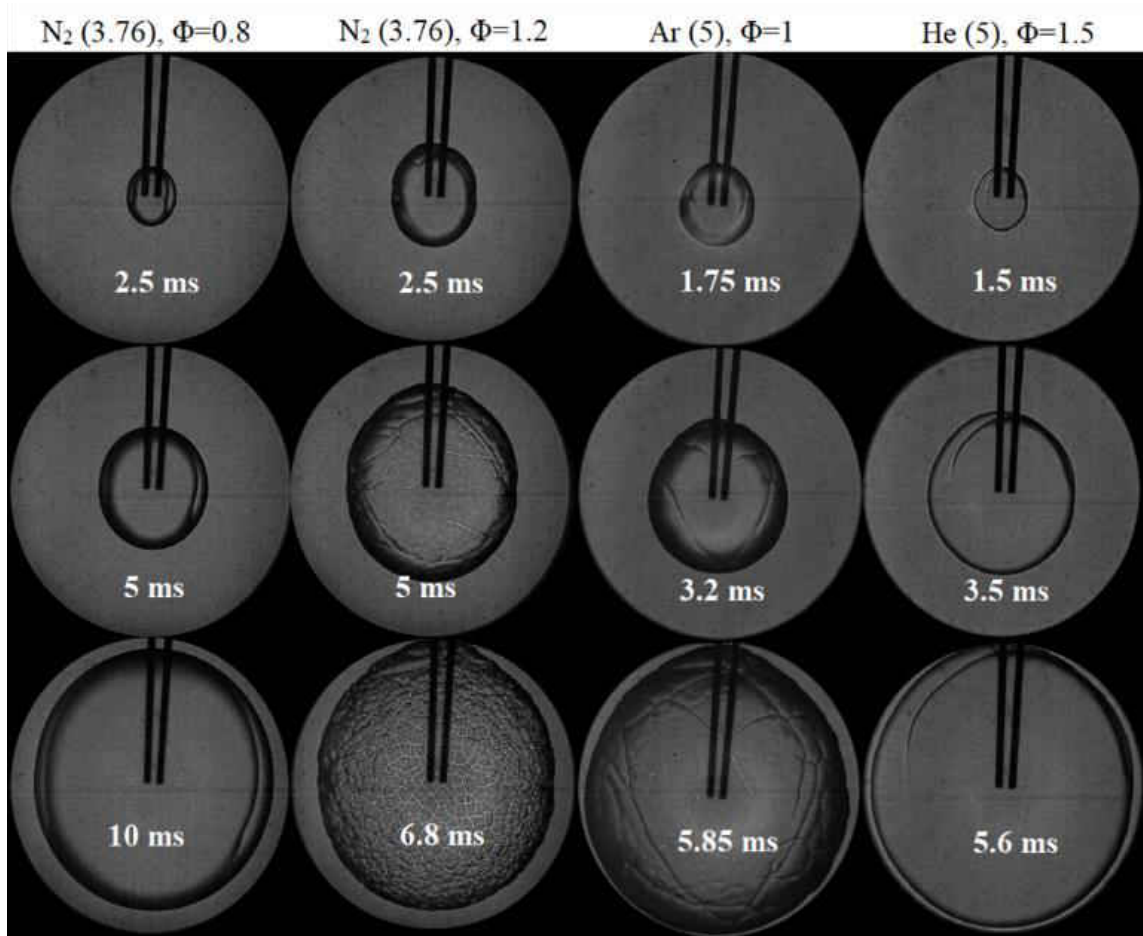 N₂ (3.76), Φ=0.8 N₂ (3.76), Φ=1.2 Ar (5), Φ=1 He (5), Φ=1.5
2.5 ms 2.5 ms 1.75 ms 1.5 ms
5 ms 5 ms 3.2 ms 3.5 ms
10 ms 6.8 ms 5.85 ms 5.6 ms